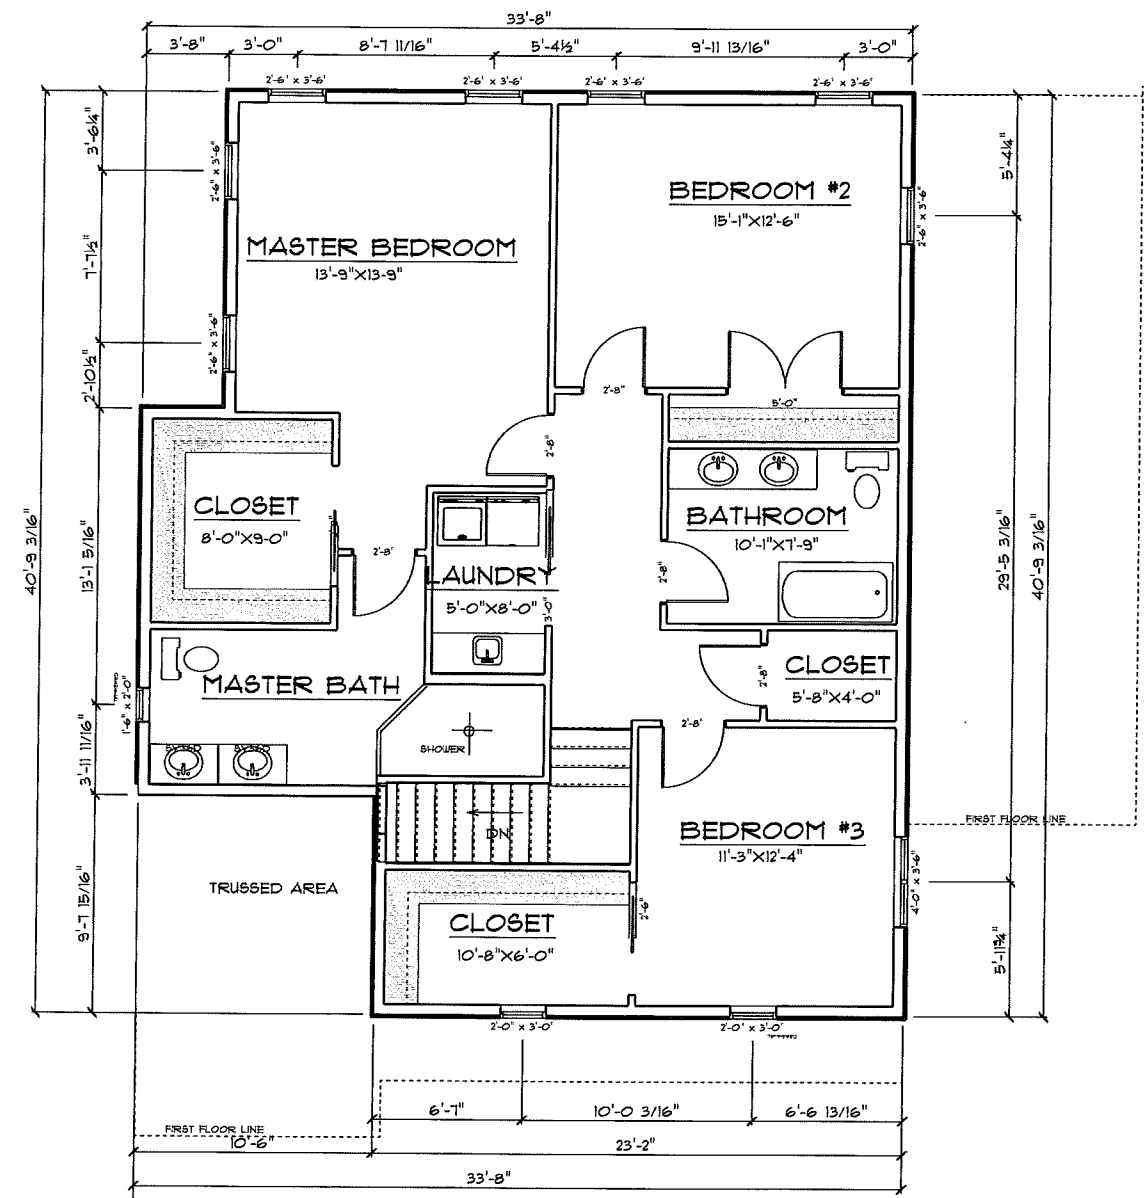 33'-8"
3'-8" 3'-0" 8'-7 11/16" 5'-4½" 9'-11 13/16" 3'-0"
2'-6" x 3'-6" 2'-6" x 3'-6" 2'-6" x 3'-6" 2'-6" x 3'-6"
3'-6¼"
5'-4¼"
2'-6" x 3'-6"
BEDROOM #2
15'-1"X12'-6"
2'-6" x 3'-6"
MASTER BEDROOM
13'-9"X13-9"
7'-7½"
2'-6" x 3'-6"
2'-10½"
2'-8"
5'-0"
2'-8"
CLOSET
8'-0"X9-0"
BATHROOM
10'-1"X7'-9"
40'-9 3/16"
13'-1 5/16"
29'-5 3/16"
40'-9 3/16"
2'-8'
LAUNDRY
5'-0"X8'-0"
3'-0"
2'-8"
MASTER BATH
CLOSET
5'-8"X4'-0"
2'-8"
1'-6" x 2'-0"
2'-8'
3'-11 11/16"
SHOWER
DN
BEDROOM #3
11'-3"X12'-4"
FIRST FLOOR LINE
4'-0" x 3'-6"
TRUSSED AREA
9'-7 15/16"
CLOSET
10'-8"X6'-0"
2'-6"
5'-11¾"
2'-0" x 3'-0' 2'-0' x 3'-0'
6'-7" 10'-0 3/16" 6'-6 13/16"
FIRST FLOOR LINE
10'-6" 23'-2"
33'-8"